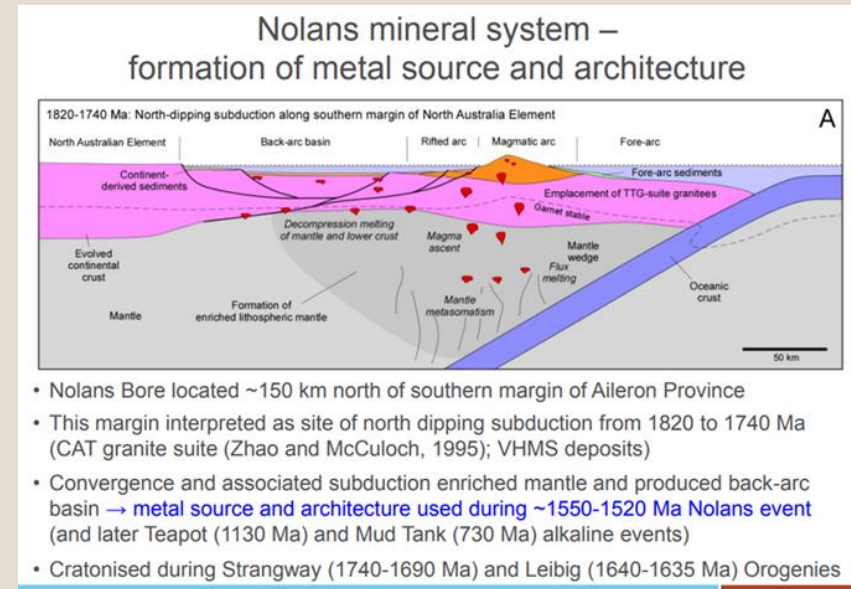 Nolans mineral system –
formation of metal source and architecture
1820-1740 Ma: North-dipping subduction along southern margin of North Australia Element
A
North Australian Element
Back-arc basin
Rifted arc
Magmatic arc
Fore-arc
Continent-
derived sediments
Fore-arc sediments
Emplacement of TTG-suite granitees
Garnet stable
Decompression melting
of mantle and lower crust
Magma
ascent
Mantle
wedge
Evolved
continental
crust
Flux
melting
Oceanic
crust
Formation of
enriched lithospheric mantle
Mantle
metasomatism
Mantle
50 km
• Nolans Bore located ~150 km north of southern margin of Aileron Province
• This margin interpreted as site of north dipping subduction from 1820 to 1740 Ma
(CAT granite suite (Zhao and McCulloch, 1995); VHMS deposits)
• Convergence and associated subduction enriched mantle and produced back-arc
basin → metal source and architecture used during ~1550-1520 Ma Nolans event
(and later Teapot (1130 Ma) and Mud Tank (730 Ma) alkaline events)
• Cratonised during Strangway (1740-1690 Ma) and Leibig (1640-1635 Ma) Orogenies